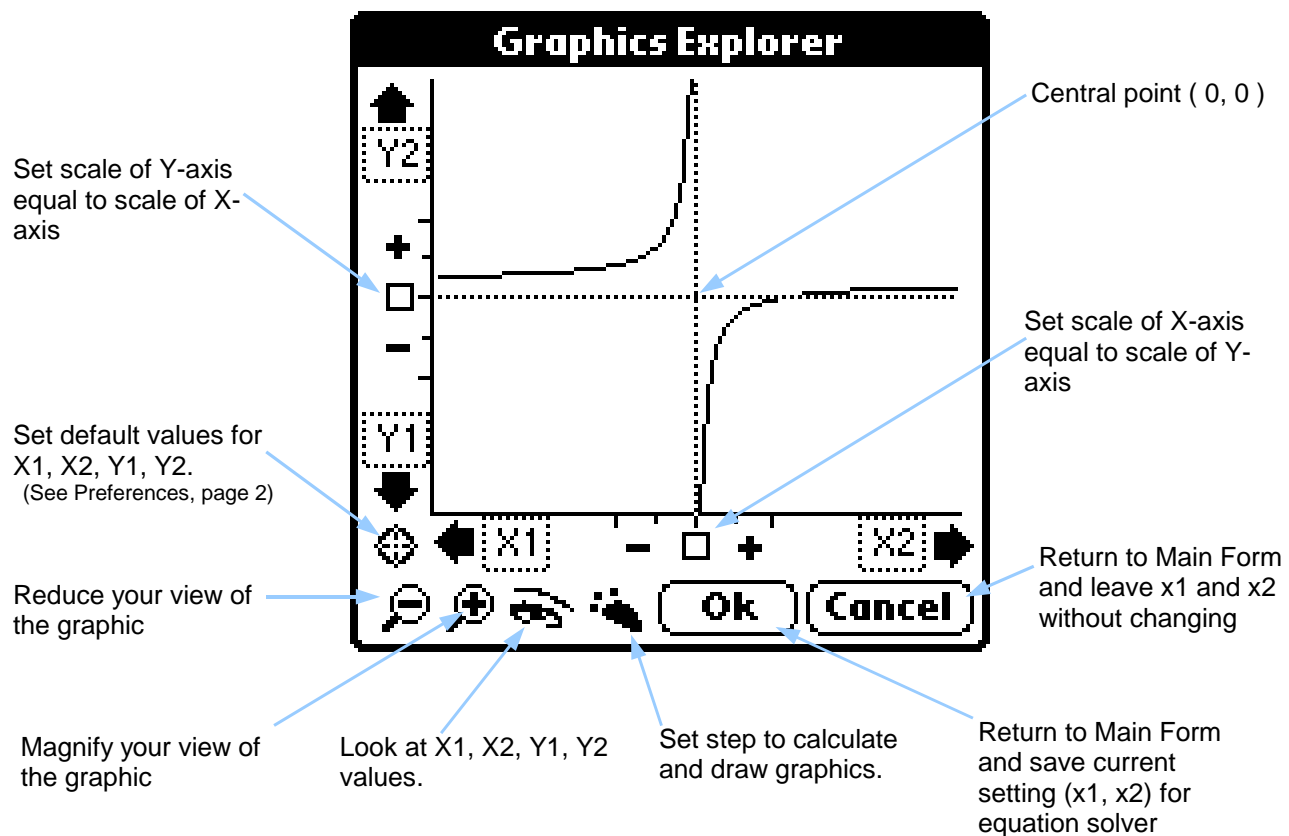 Graphics Explorer
Central point ( 0, 0 )
Y2
Set scale of Y-axis
equal to scale of X-
axis
+
−
Set scale of X-axis
equal to scale of Y-
axis
Y1
Set default values for
X1, X2, Y1, Y2.
(See Preferences, page 2)
X1
− +
X2
Return to Main Form
and leave x1 and x2
without changing
Reduce your view of
the graphic
Ok
Cancel
Magnify your view of
the graphic
Look at X1, X2, Y1, Y2
values.
Set step to calculate
and draw graphics.
Return to Main Form
and save current
setting (x1, x2) for
equation solver